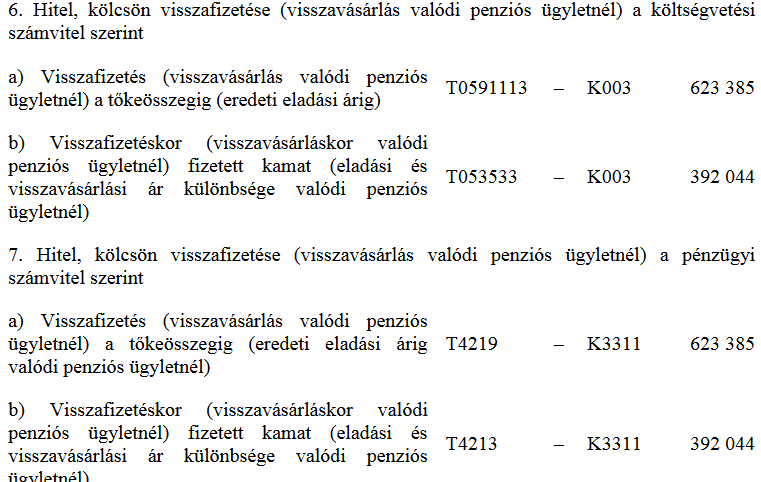 6. Hitel, kölcsön visszafizetése (visszavásárlás valódi penziós ügyletnél) a költségvetési
számvitel szerint
a) Visszafizetés (visszavásárlás valódi penziós
ügyletnél) a tőkeösszegig (eredeti eladási árig) T0591113 – K003 623 385
b) Visszafizetéskor (visszavásárláskor valódi
penziós ügyletnél) fizetett kamat (eladási és
visszavásárlási ár különbsége valódi penziós T053533 – K003 392 044
ügyletnél)
7. Hitel, kölcsön visszafizetése (visszavásárlás valódi penziós ügyletnél) a pénzügyi
számvitel szerint
a) Visszafizetés (visszavásárlás valódi penziós
ügyletnél) a tőkeösszegig (eredeti eladási árig T4219 – K3311 623 385
valódi penziós ügyletnél)
b) Visszafizetéskor (visszavásárláskor valódi
penziós ügyletnél) fizetett kamat (eladási és T4213 – K3311 392 044
visszavásárlási ár különbsége valódi penziós
ügyletnél)